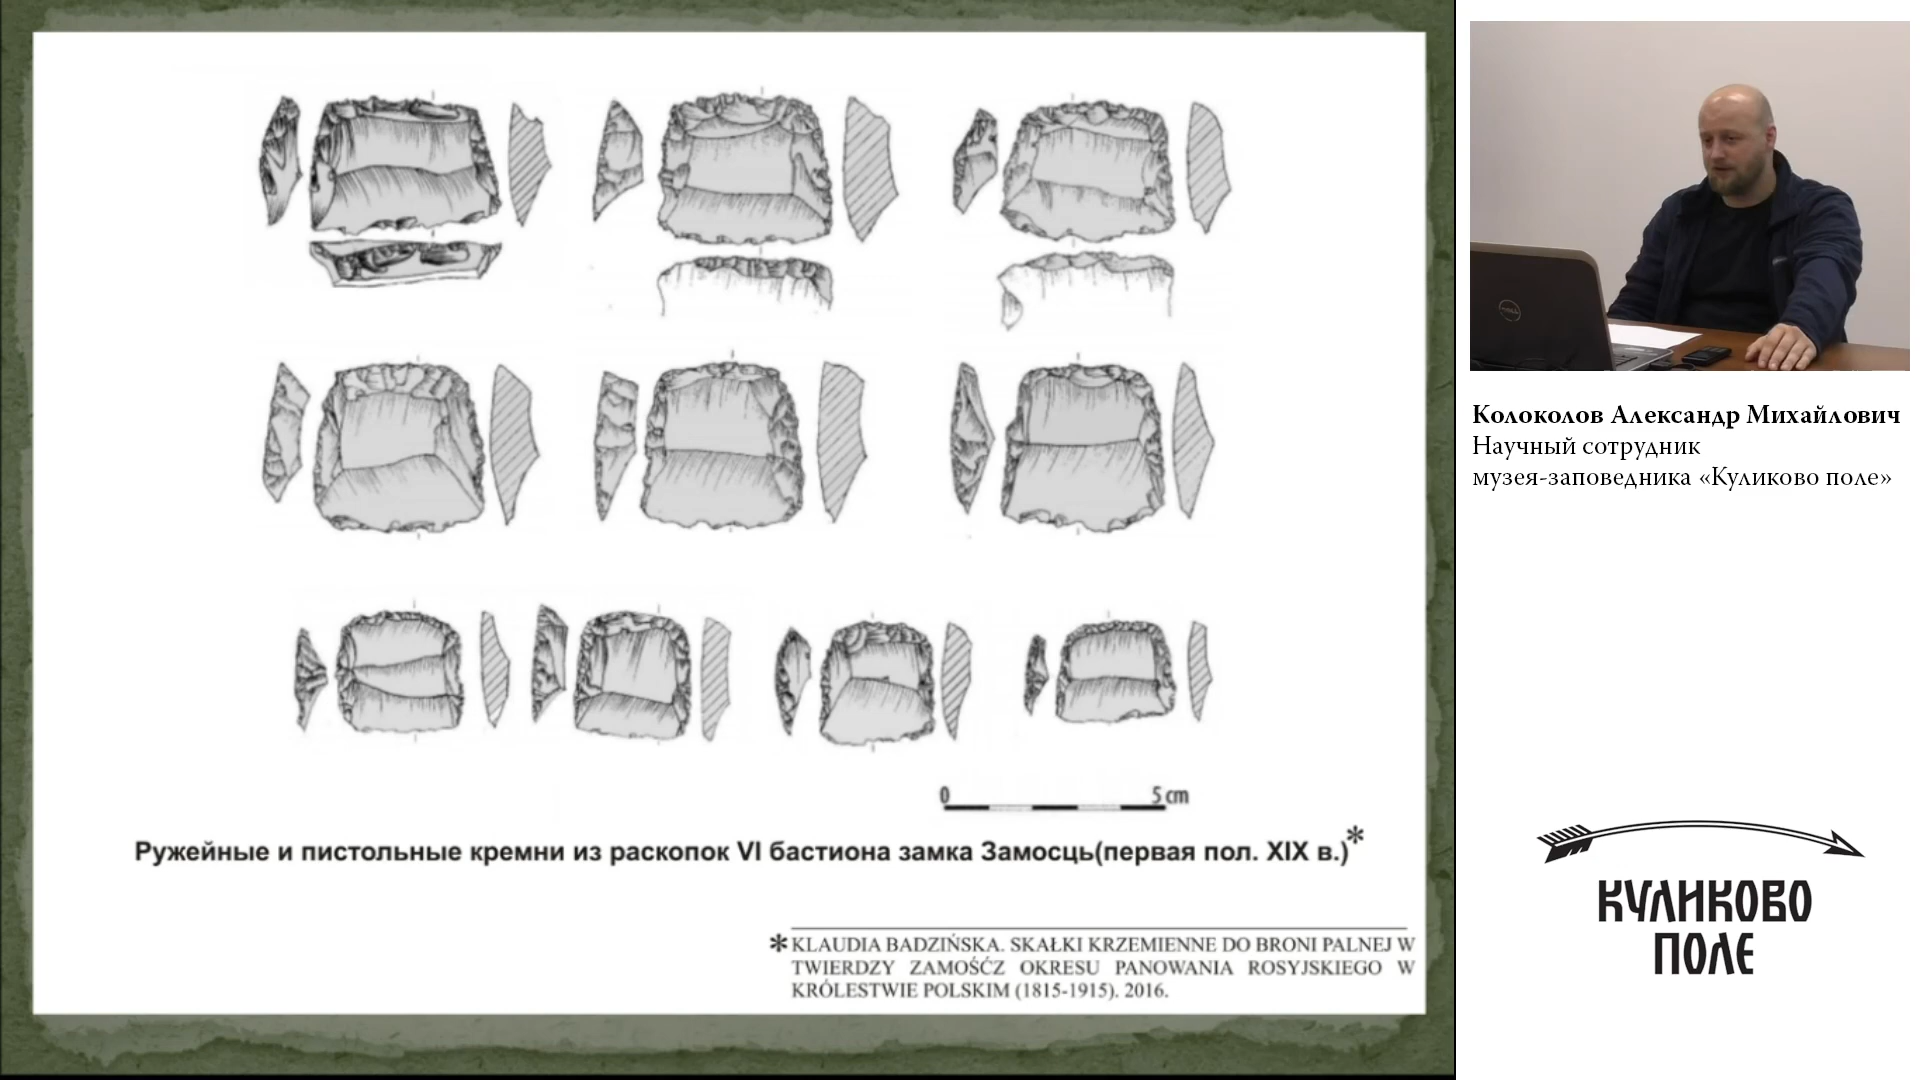 0 5 cm
Ружейные и пистольные кремни из раскопок VI бастиона замка Замосць(первая пол. XIX в.)*
* KLAUDIA BADZIŃSKA. SKAŁKI KRZEMIENNE DO BRONI PALNEJ W
TWIERDZY ZAMOŚĆZ OKRESU PANOWANIA ROSYJSKIEGO W
KRÓLESTWIE POLSKIM (1815-1915). 2016.
DELL
Колоколов Александр Михайлович
Научный сотрудник
музея-заповедника «Куликово поле»
КУЛИКОВО
ПОЛЕ